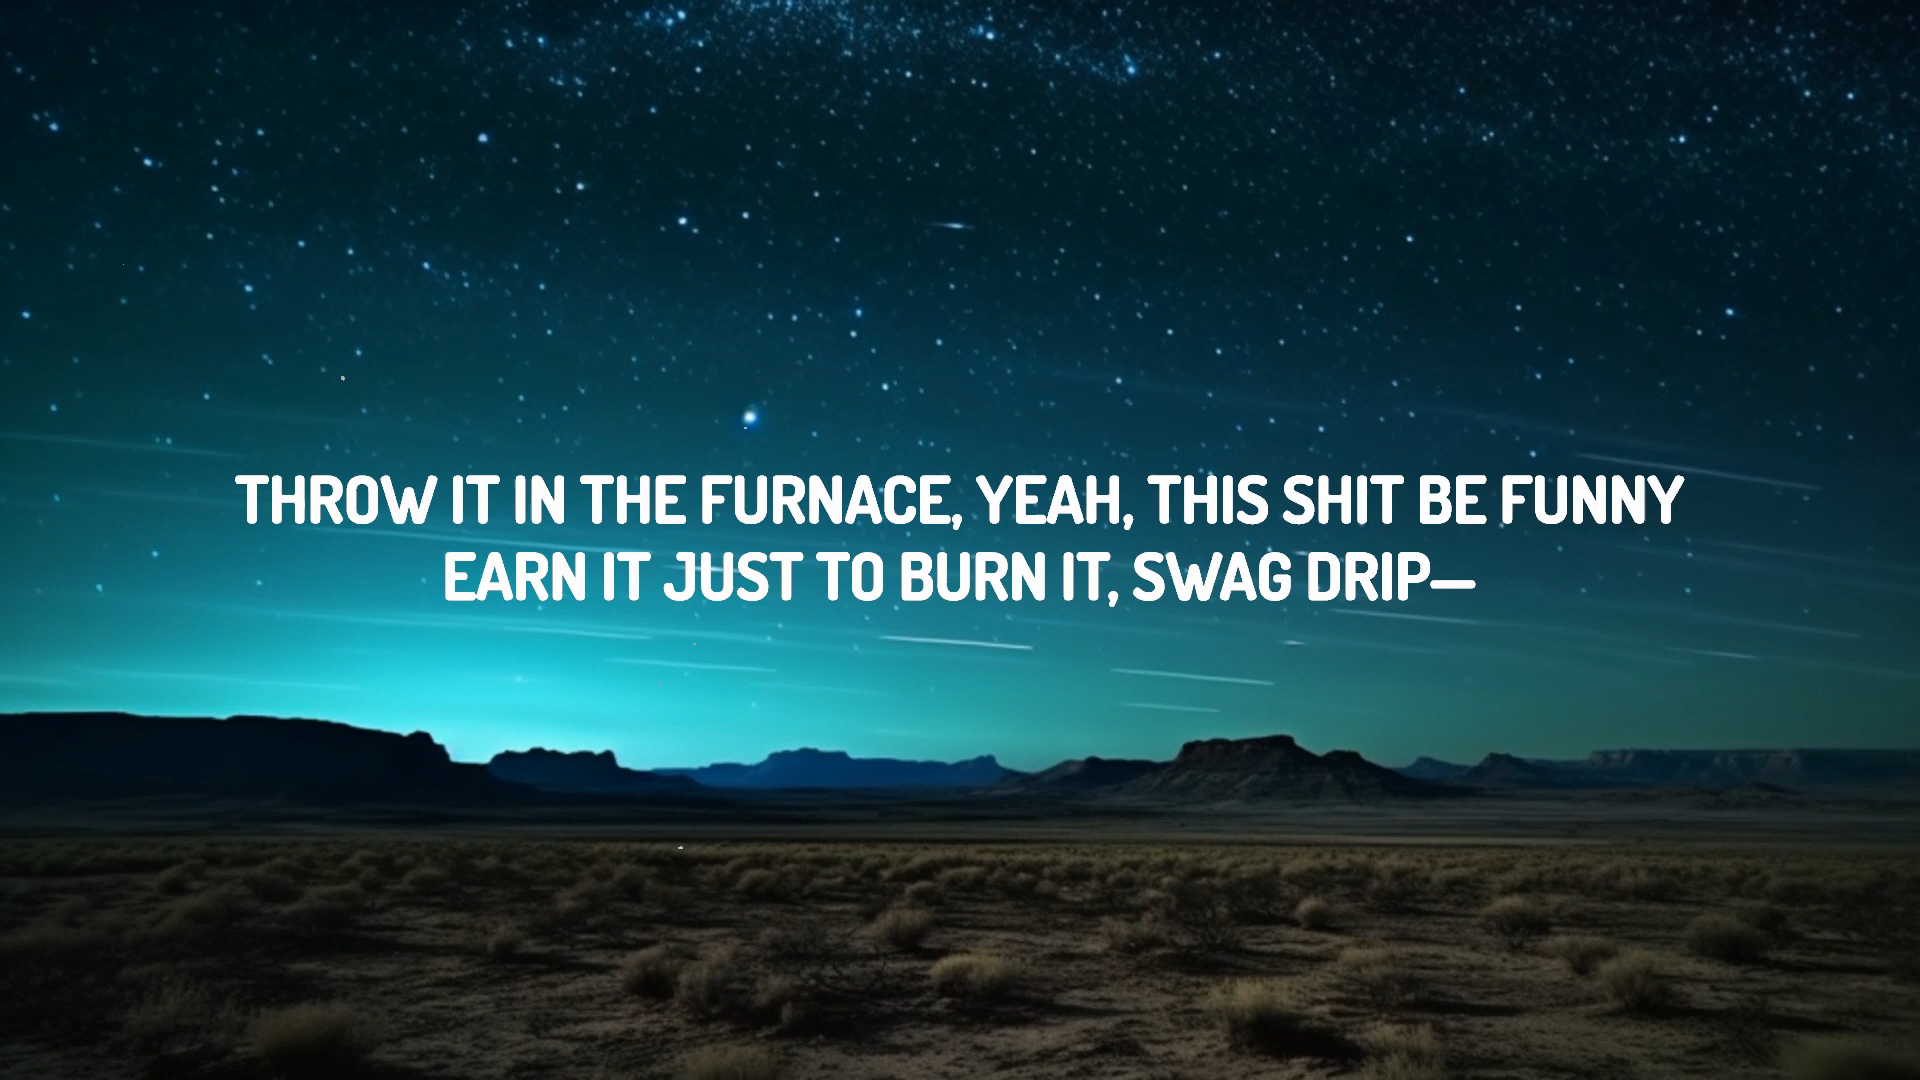 THROW IT IN THE FURNACE, YEAH, THIS SHIT BE FUNNY
EARN IT JUST TO BURN IT, SWAG DRIP—